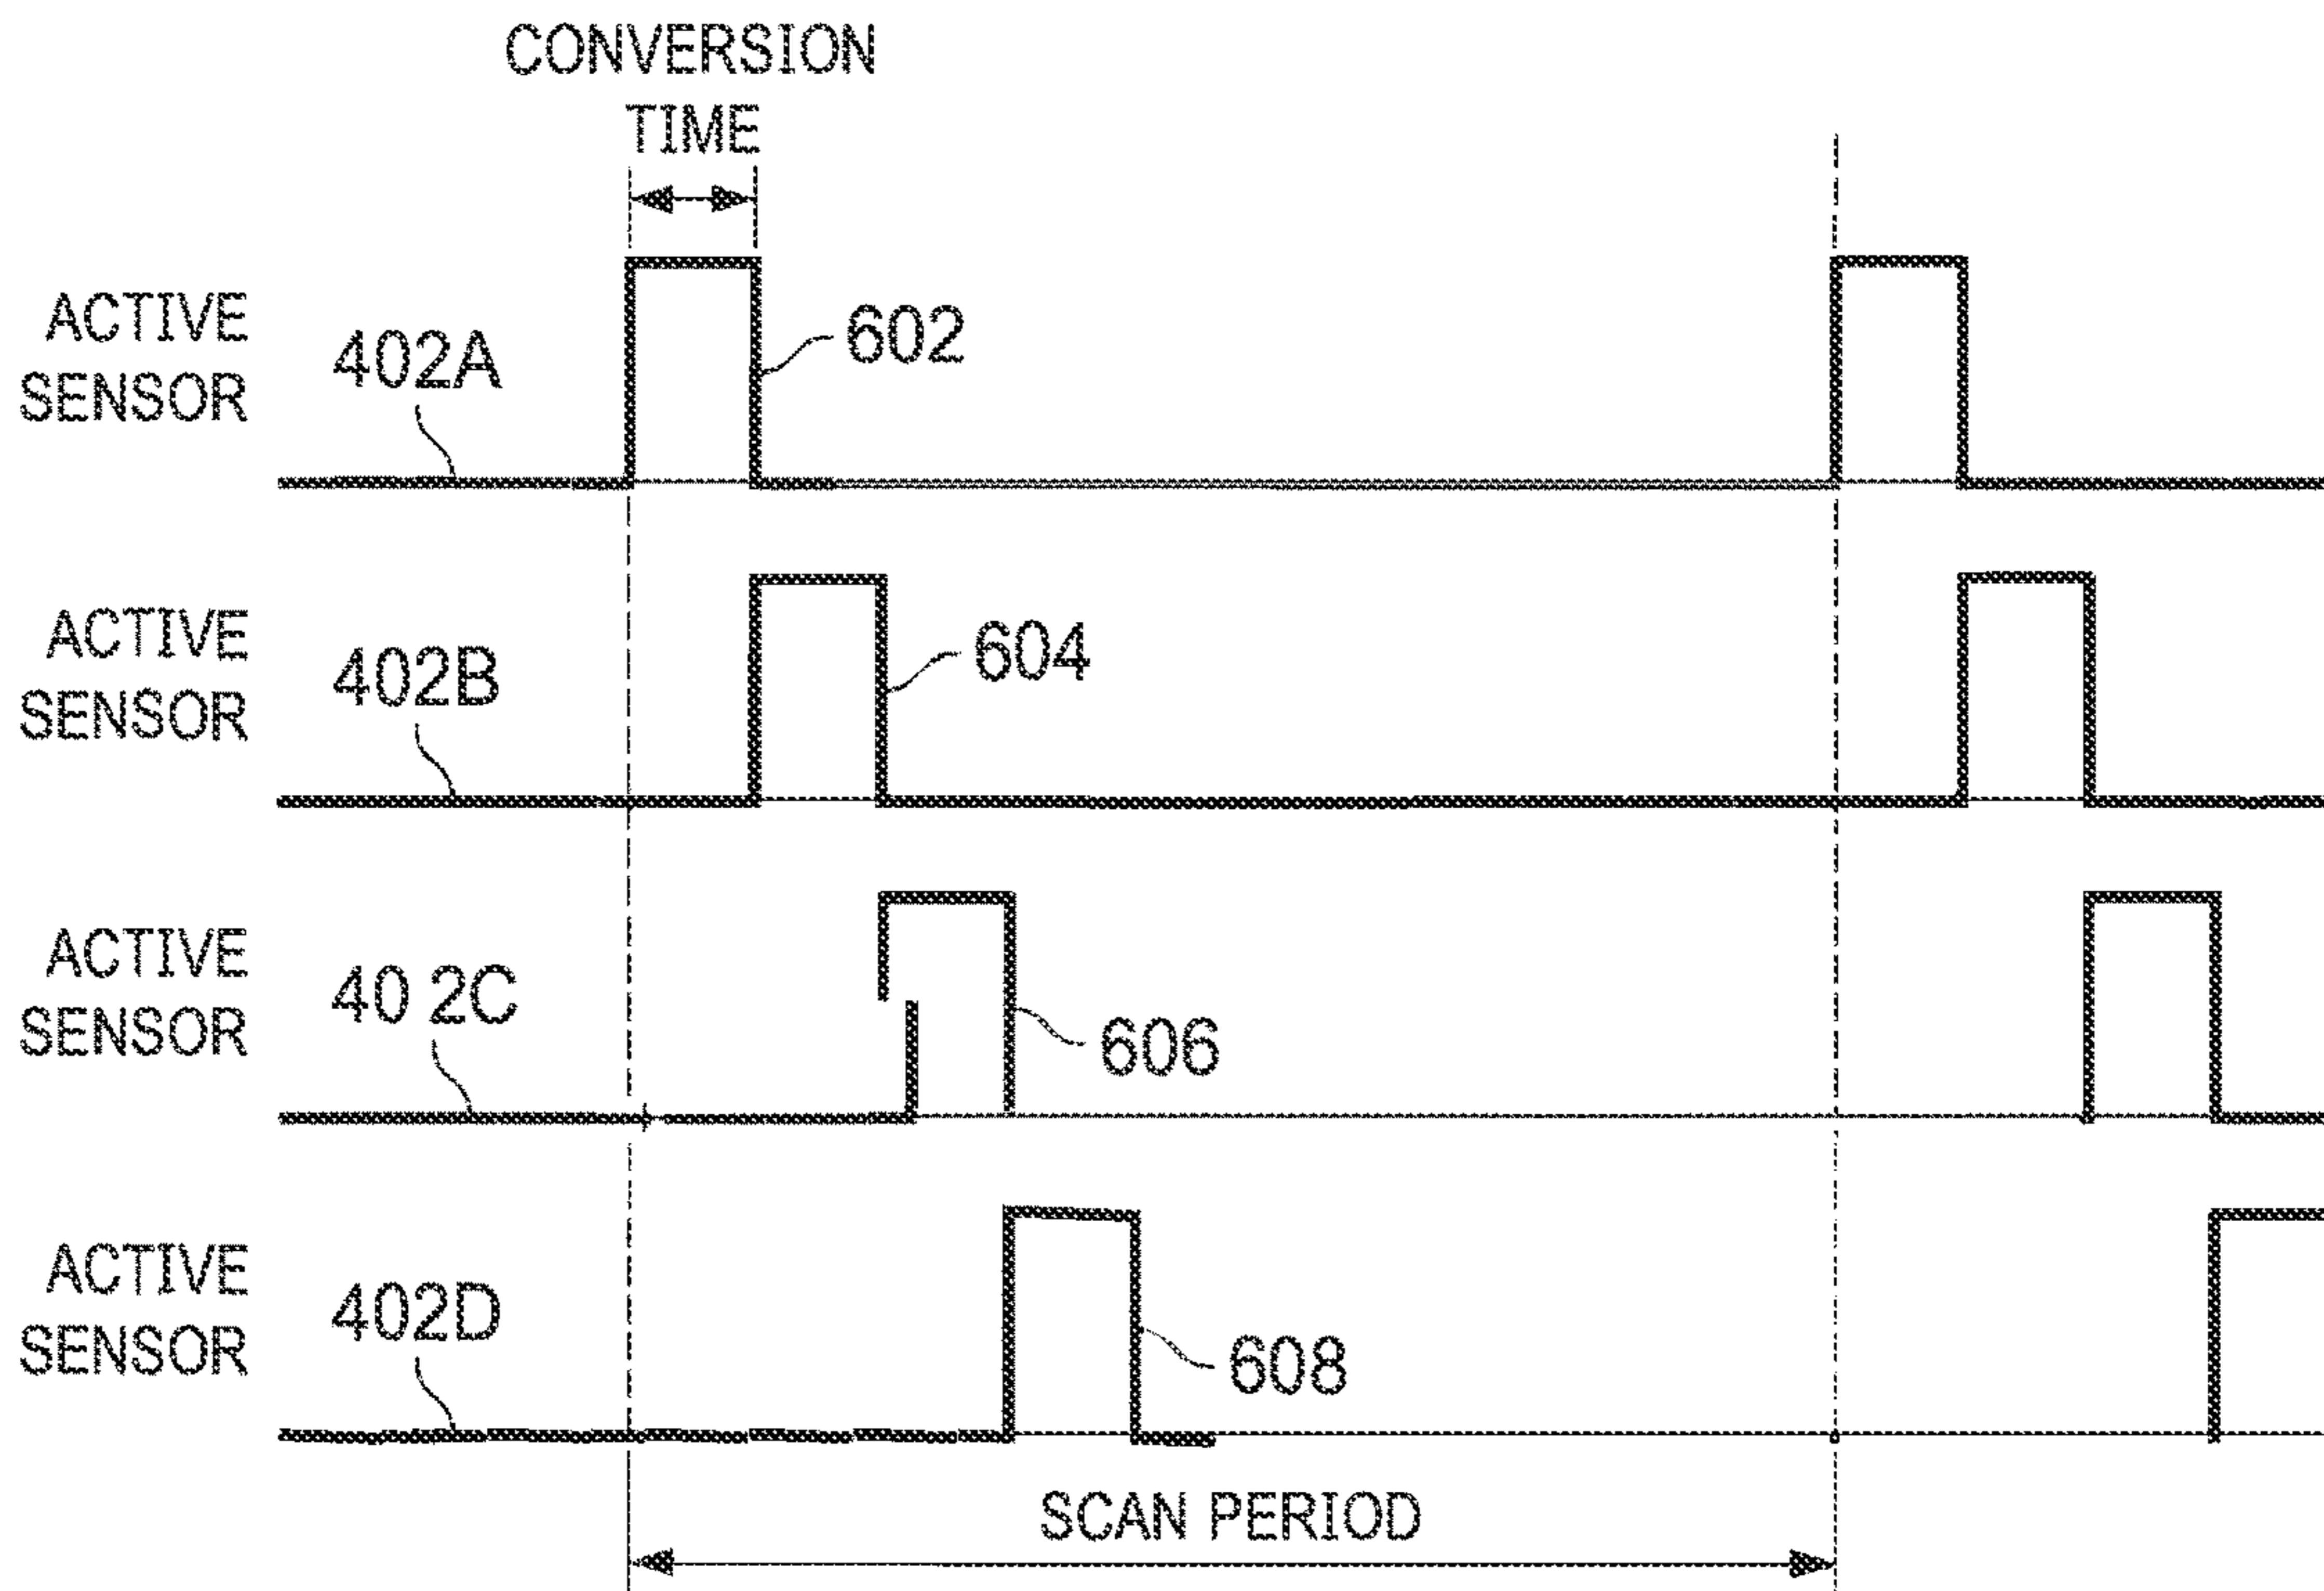 CONVERSION
TIME
ACTIVE
SENSOR
402A
602
ACTIVE
SENSOR
402B
604
ACTIVE
SENSOR
40 2C
606
ACTIVE
SENSOR
402D
608
SCAN PERIOD